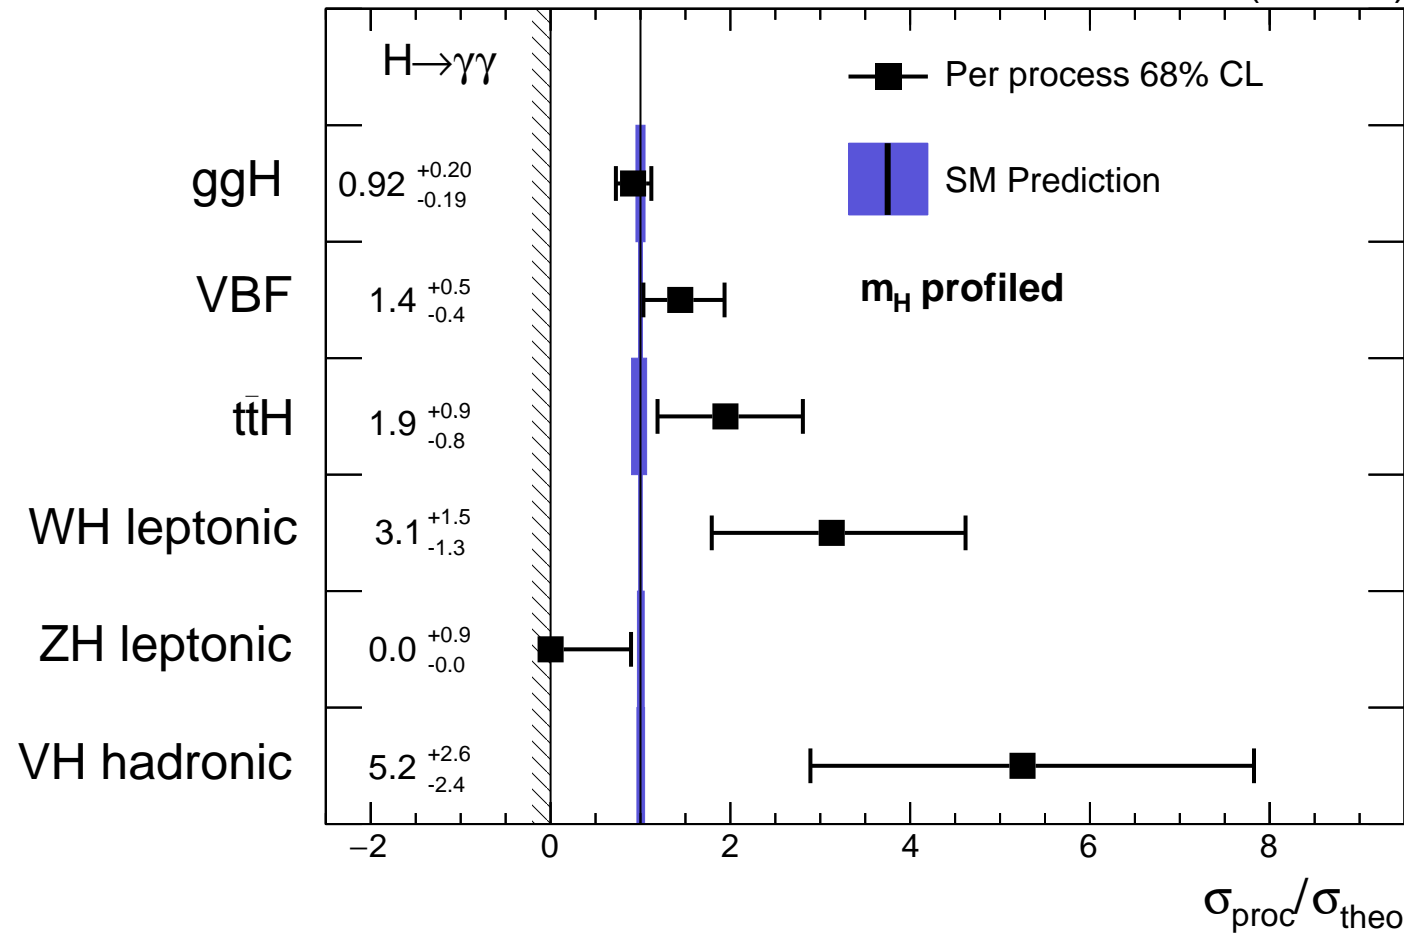 H→γγ
Per process 68% CL
SM Prediction
m_H profiled
ggH 0.92 +0.20 -0.19
VBF 1.4 +0.5 -0.4
tt̄H 1.9 +0.9 -0.8
WH leptonic 3.1 +1.5 -1.3
ZH leptonic 0.0 +0.9 -0.0
VH hadronic 5.2 +2.6 -2.4
−2 0 2 4 6 8
σ_proc/σ_theo